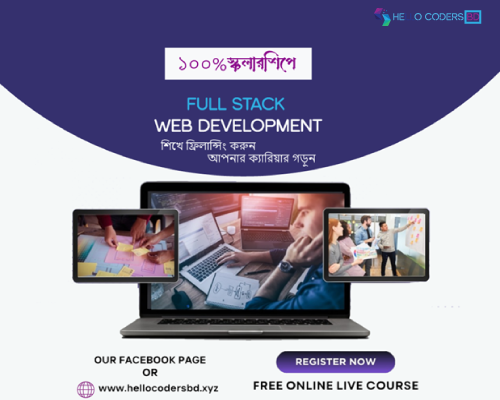 HE O CODERS BD
১০০% স্কলারশিপে
FULL STACK
WEB DEVELOPMENT
শিখে ফ্রিলান্সিং করুন
আপনার ক্যারিয়ার গড়ুন
OUR FACEBOOK PAGE
OR
www.hellocodersbd.xyz
REGISTER NOW
FREE ONLINE LIVE COURSE